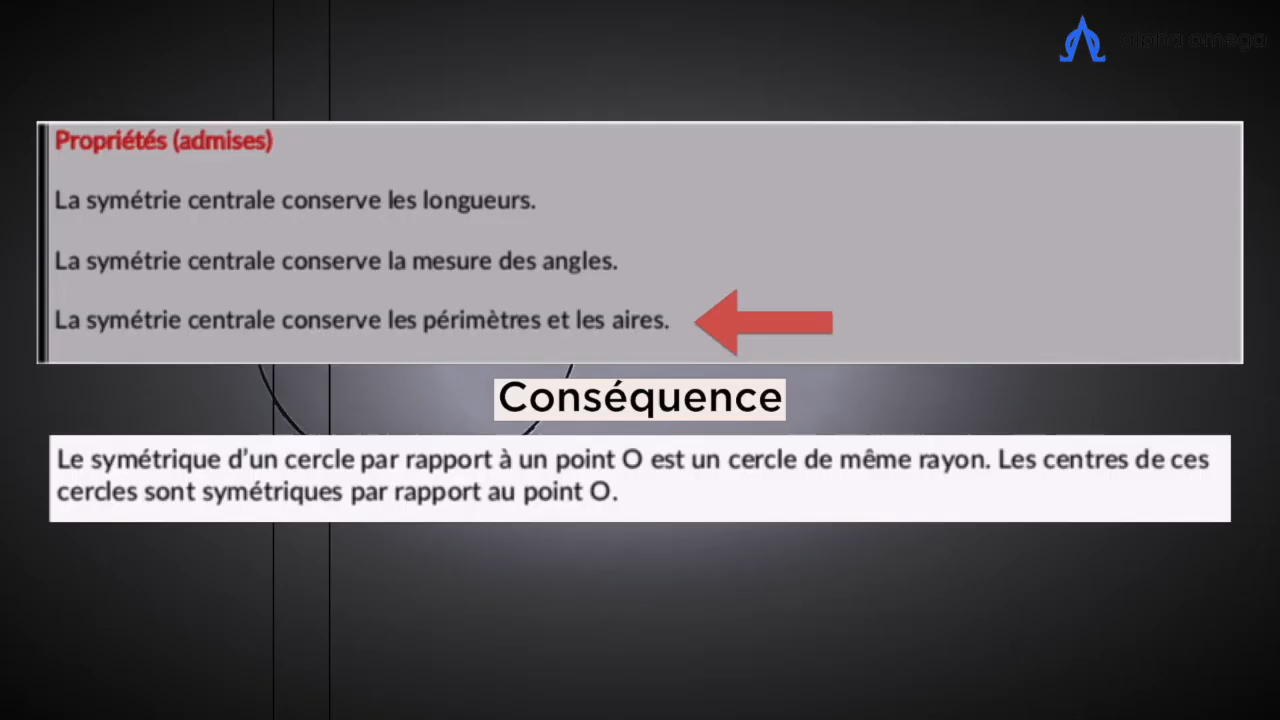 alpha omega
Propriétés (admises)
La symétrie centrale conserve les longueurs.
La symétrie centrale conserve la mesure des angles.
La symétrie centrale conserve les périmètres et les aires.
Conséquence
Le symétrique d'un cercle par rapport à un point O est un cercle de même rayon. Les centres de ces
cercles sont symétriques par rapport au point O.